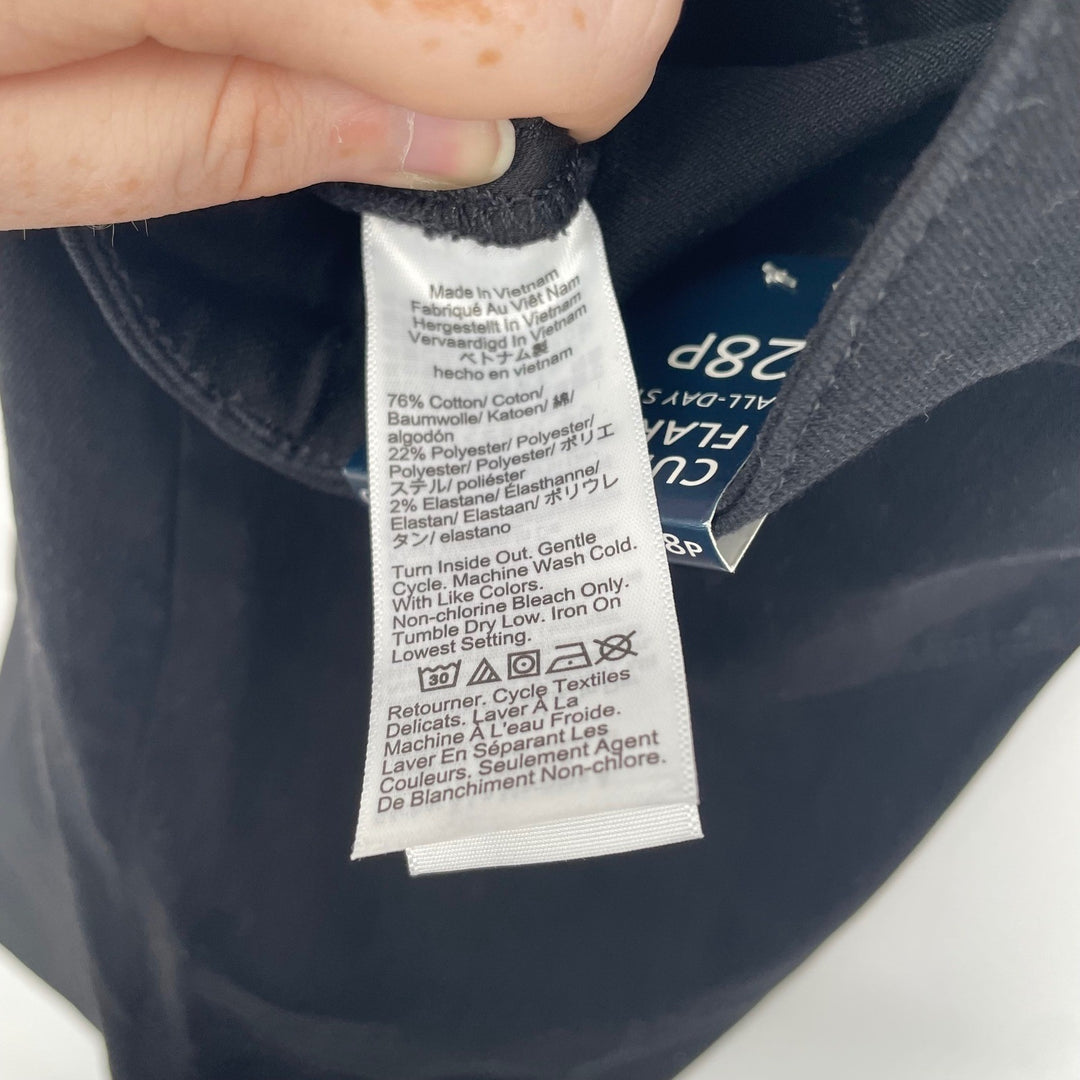 Made In Vietnam
Fabriqué Au Viêt Nam
Hergestellt In Vietnam
Vervaardigd In Vietnam
ベトナム製
hecho en vietnam
76% Cotton/ Coton/
Baumwolle/ Katoen/ 綿/
algodón
22% Polyester/ Polyester/
Polyester/ Polyester/ ポリエ
ステル/ poliéster
2% Elastane/ Élasthanne/
Elastan/ Elastaan/ ポリウレ
タン/ elastano
Turn Inside Out. Gentle
Cycle. Machine Wash Cold.
With Like Colors.
Non-chlorine Bleach Only.
Tumble Dry Low. Iron On
Lowest Setting.
30
Retourner. Cycle Textiles
Delicats. Laver À La
Machine À L'eau Froide.
Laver En Séparant Les
Couleurs. Seulement Agent
De Blanchiment Non-chlore.
28P
ALL-DAY
8P